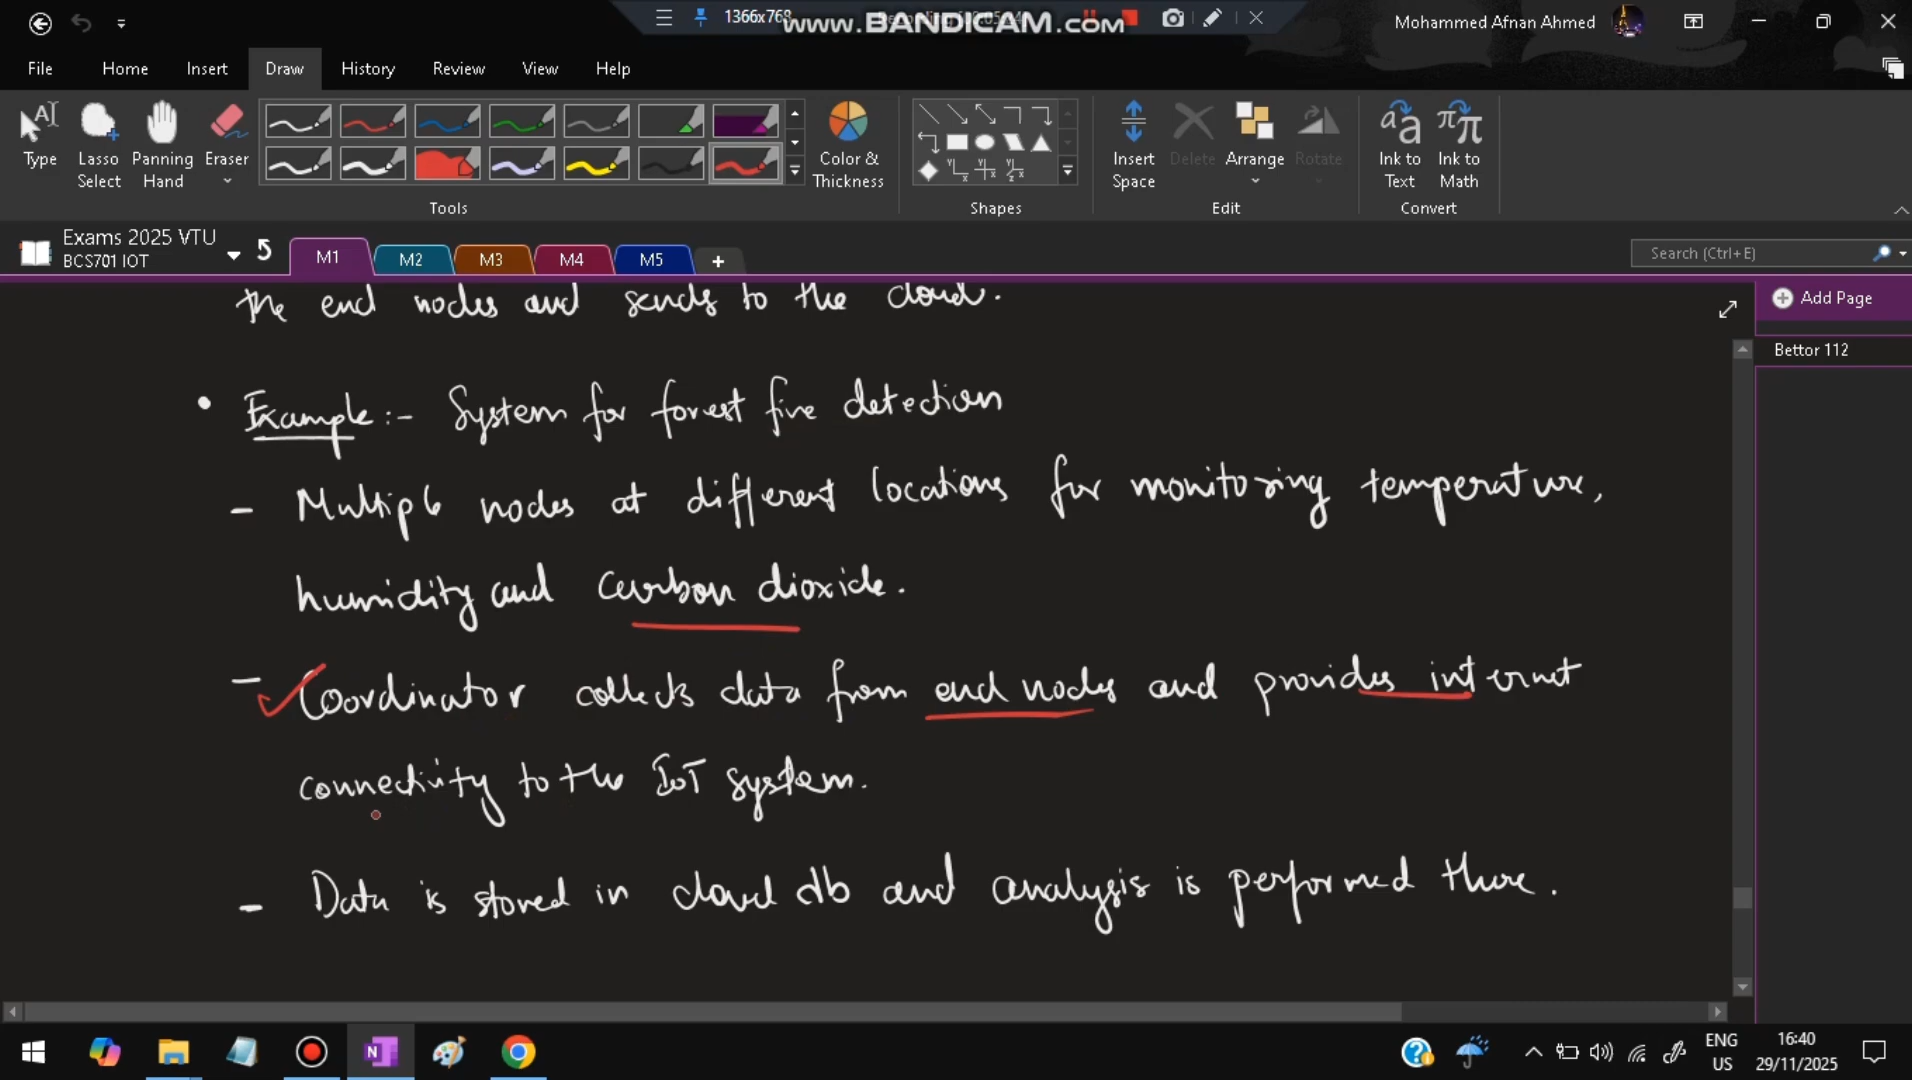 1366x768
www.BANDICAM.com
Mohammed Afnan Ahmed
File Home Insert Draw History Review View Help
Type
Lasso Select
Panning Hand
Eraser
Color & Thickness
Insert Space
Delete
Arrange
Rotate
Ink to Text
Ink to Math
Tools
Shapes
Edit
Convert
Exams 2025 VTU
BCS701 IOT
M1 M2 M3 M4 M5
Search (Ctrl+E)
Add Page
Bettor 112
the end nodes and sends to the cloud.
• Example :- System for forest fire detection
- Multiple nodes at different locations for monitoring temperature,
humidity and carbon dioxide.
- Coordinator collects data from end nodes and provides internet
connectivity to the IoT system.
- Data is stored in cloud db and analysis is performed there.
ENG
US
16:40
29/11/2025